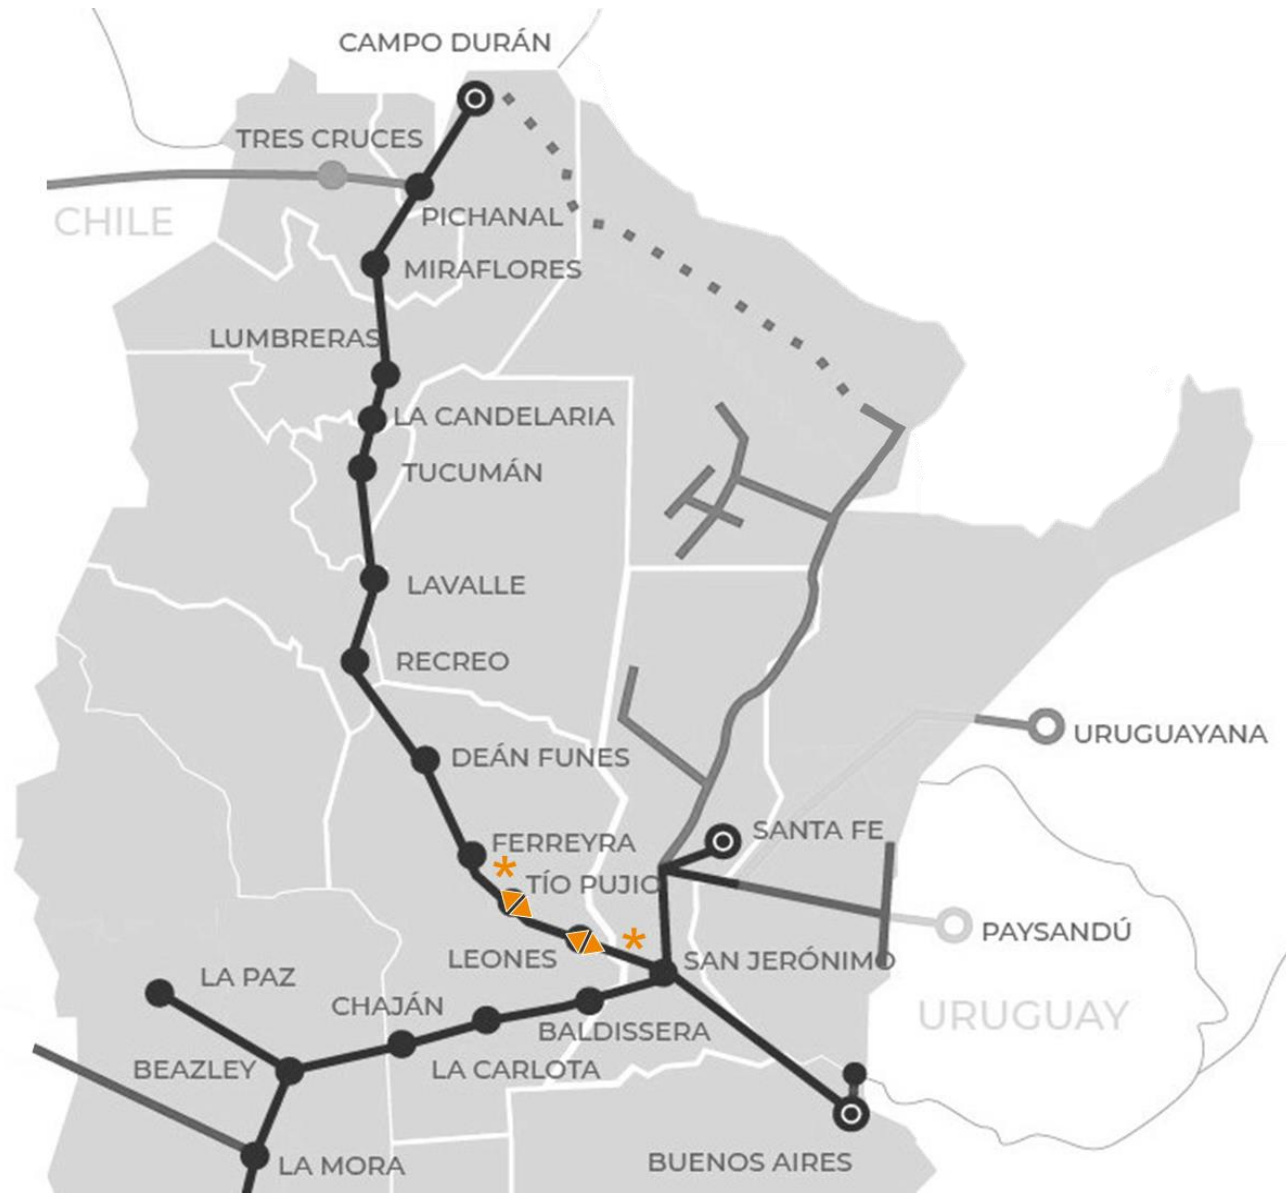 CAMPO DURÁN
TRES CRUCES
CHILE
PICHANAL
MIRAFLORES
LUMBRERAS
LA CANDELARIA
TUCUMÁN
LAVALLE
RECREO
URUGUAYANA
DEÁN FUNES
SANTA FE
FERREYRA
*
TÍO PUJIO
PAYSANDÚ
*
LEONES
SAN JERÓNIMO
LA PAZ
CHAJÁN
URUGUAY
BALDISSERA
BEAZLEY
LA CARLOTA
LA MORA
BUENOS AIRES